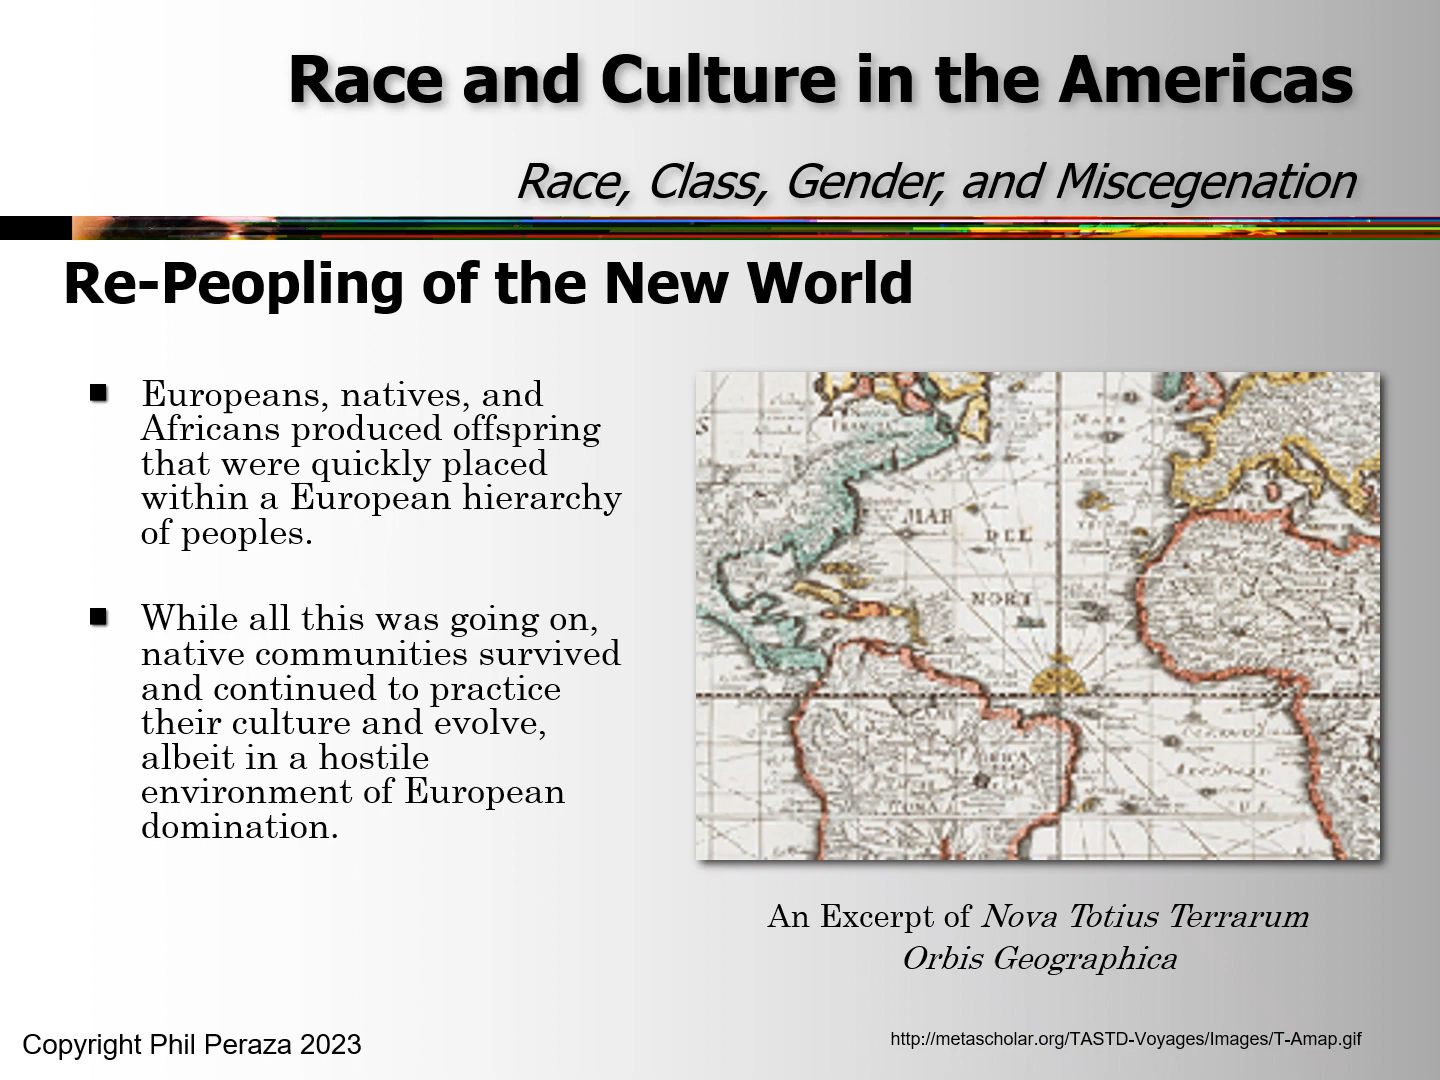 Race and Culture in the Americas
Race, Class, Gender, and Miscegenation
Re-Peopling of the New World
Europeans, natives, and
Africans produced offspring
that were quickly placed
within a European hierarchy
of peoples.
While all this was going on,
native communities survived
and continued to practice
their culture and evolve,
albeit in a hostile
environment of European
domination.
MAR
DEL
NORT
An Excerpt of Nova Totius Terrarum
Orbis Geographica
Copyright Phil Peraza 2023
http://metascholar.org/TASTD-Voyages/Images/T-Amap.gif